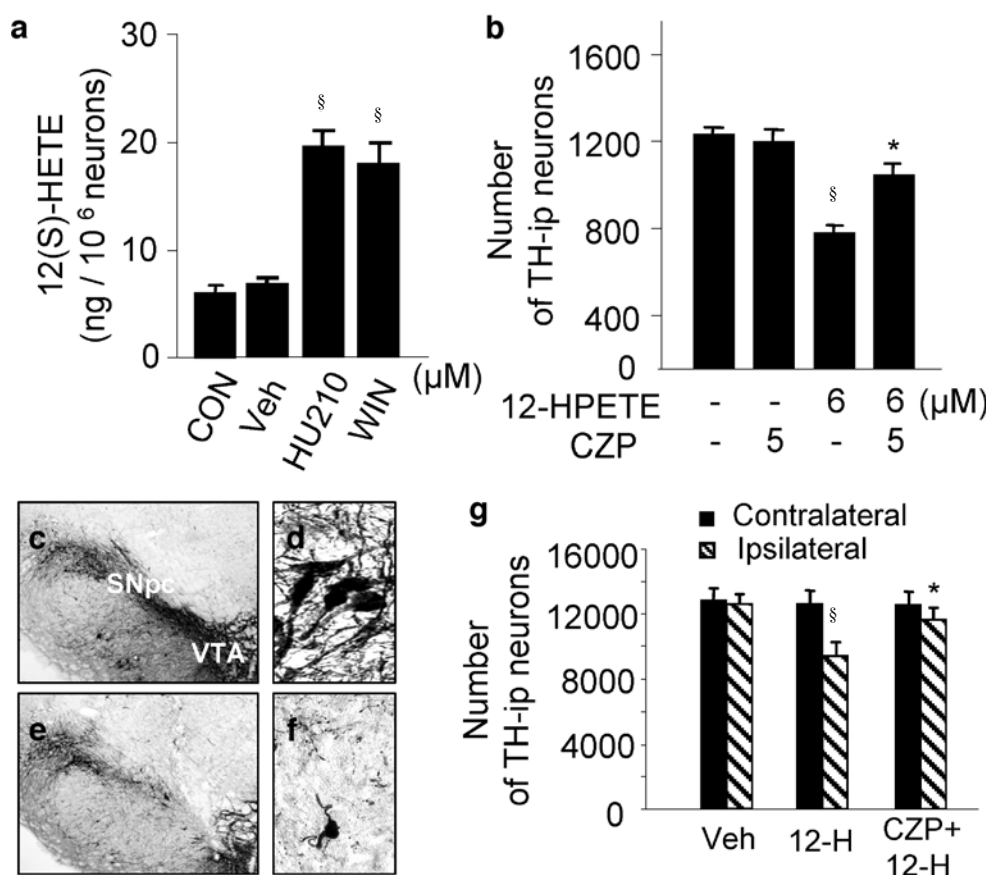 a
30
20
10
0
12(S)-HETE
(ng / 10 6 neurons)
§
§
CON
Veh
HU210
WIN
(μM)
b
1600
1200
800
400
0
Number
of TH-ip neurons
§
*
12-HPETE - - 6 6 (μM)
CZP - 5 - 5
c
SNpc
VTA
d
e
f
g
Contralateral
Ipsilateral
16000
12000
8000
4000
0
Number
of TH-ip neurons
§
*
Veh
12-H
CZP+
12-H